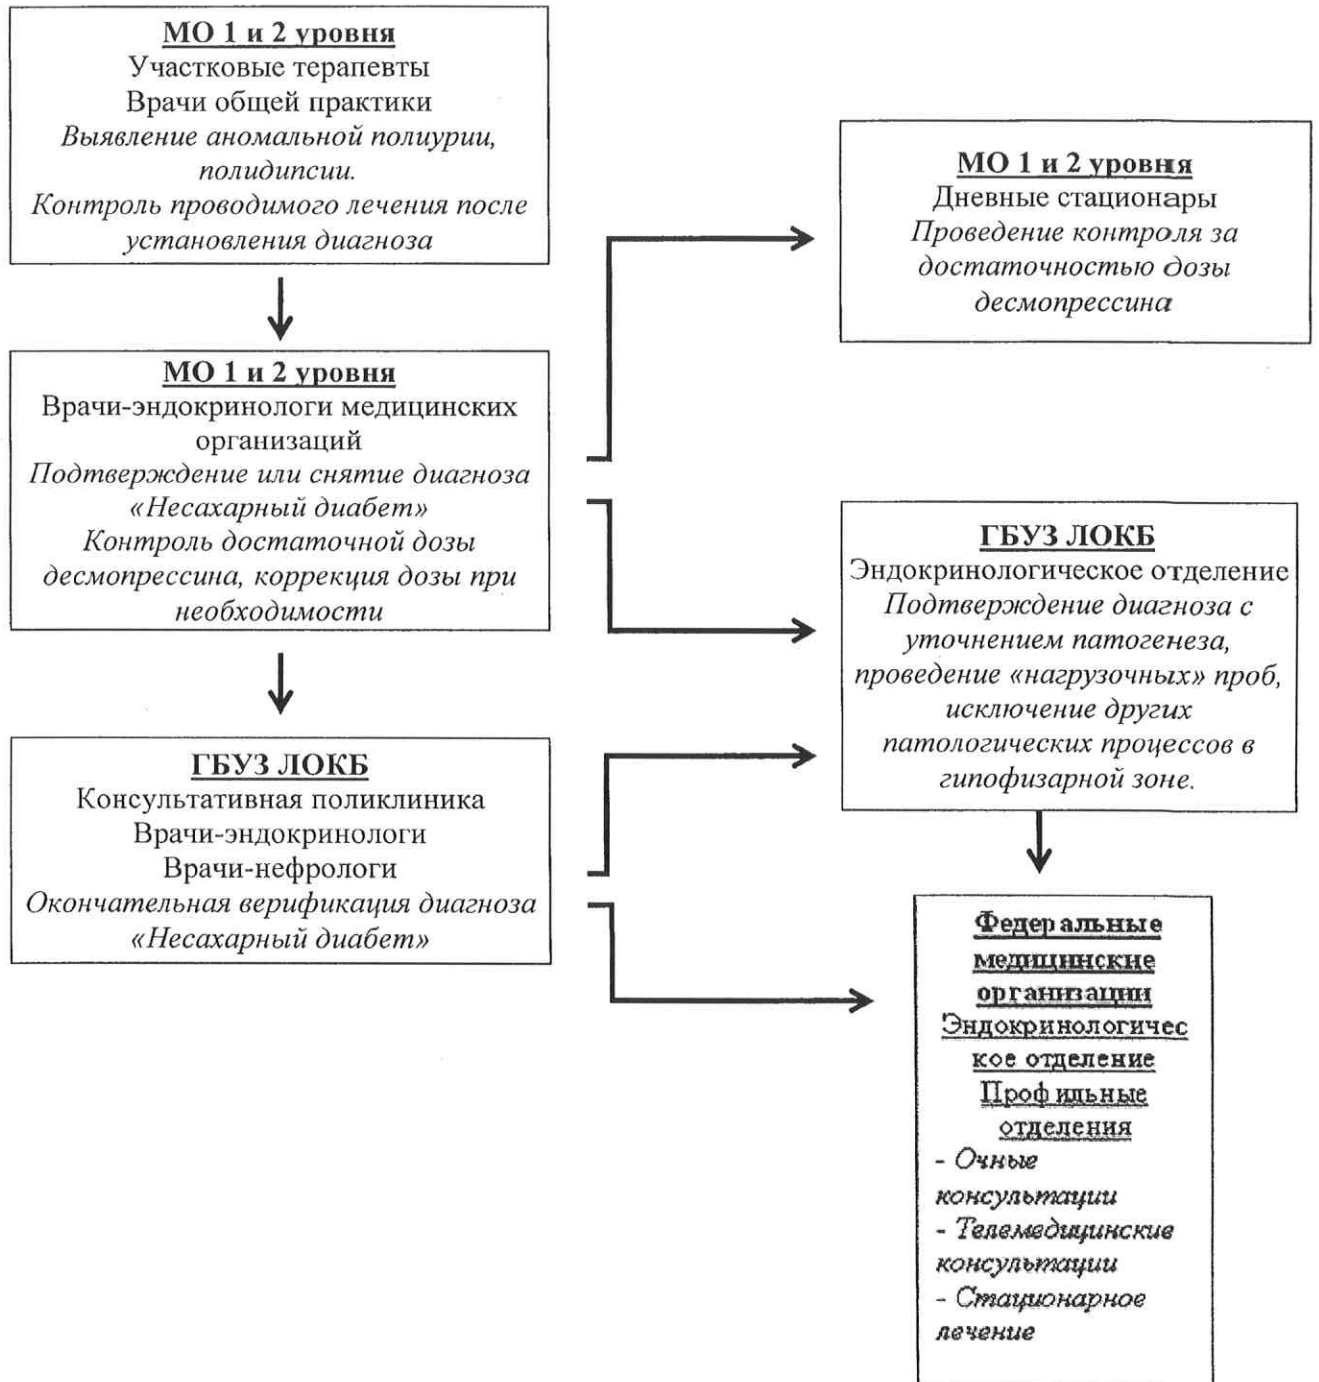 МО 1 и 2 уровня
Участковые терапевты
Врачи общей практики
Выявление аномальной полиурии,
полидипсии.
Контроль проводимого лечения после
установления диагноза
МО 1 и 2 уровня
Врачи-эндокринологи медицинских
организаций
Подтверждение или снятие диагноза
«Несахарный диабет»
Контроль достаточной дозы
десмопрессина, коррекция дозы при
необходимости
ГБУЗ ЛОКБ
Консультативная поликлиника
Врачи-эндокринологи
Врачи-нефрологи
Окончательная верификация диагноза
«Несахарный диабет»
МО 1 и 2 уровня
Дневные стационары
Проведение контроля за
достаточностью дозы
десмопрессина
ГБУЗ ЛОКБ
Эндокринологическое отделение
Подтверждение диагноза с
уточнением патогенеза,
проведение «нагрузочных» проб,
исключение других
патологических процессов в
гипофизарной зоне.
Федеральные
медицинские
организации
Эндокринологичес
кое отделение
Профильные
отделения
- Очные
консультации
- Телемедицинские
консультации
- Стационарное
лечение